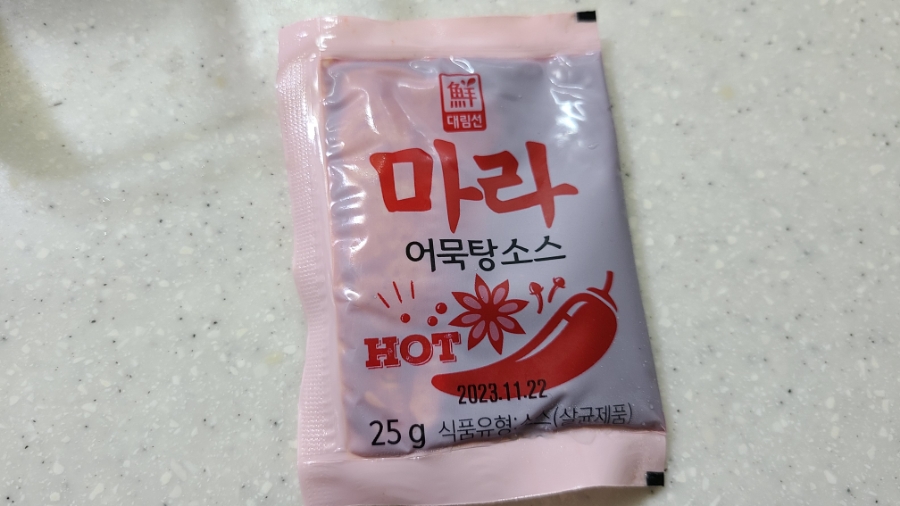 鮮
대림선
마라
어묵탕소스
HOT
2023.11.22
25g 식품유형: 소스(살균제품)